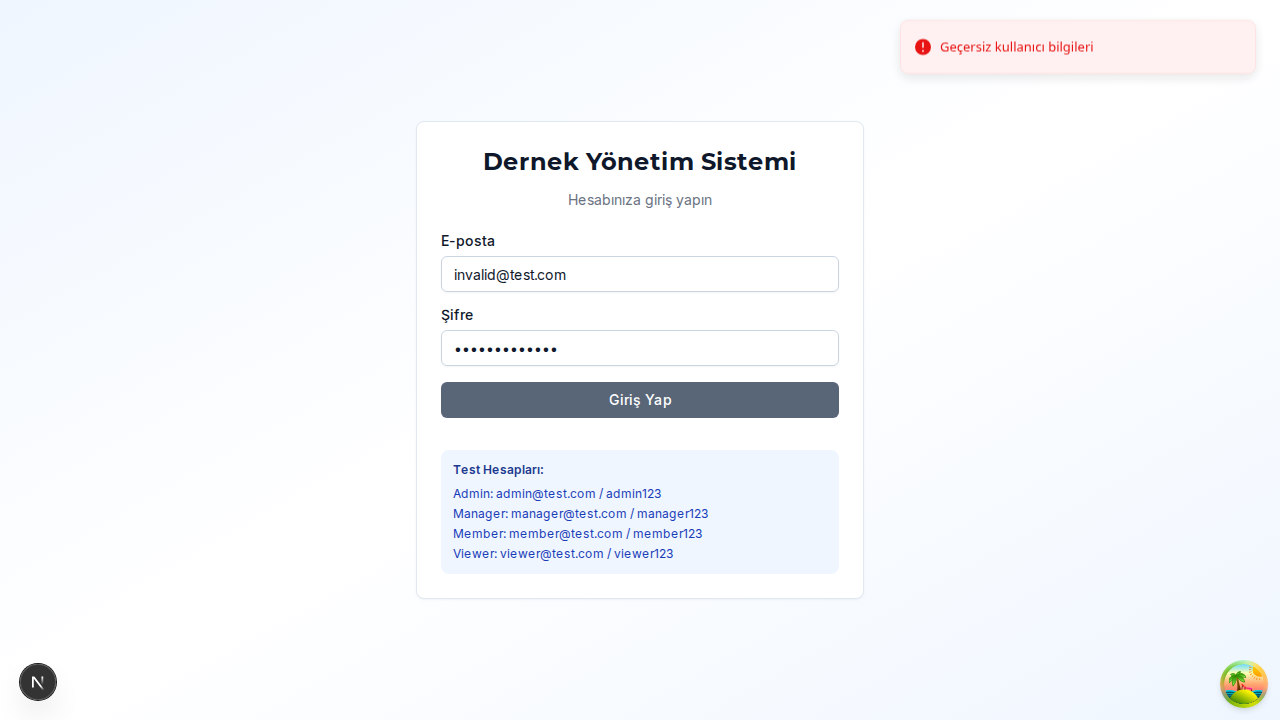 Geçersiz kullanıcı bilgileri
Dernek Yönetim Sistemi
Hesabınıza giriş yapın
E-posta
invalid@test.com
Şifre
•••••••••••••
Giriş Yap
Test Hesapları:
Admin: admin@test.com / admin123
Manager: manager@test.com / manager123
Member: member@test.com / member123
Viewer: viewer@test.com / viewer123
N